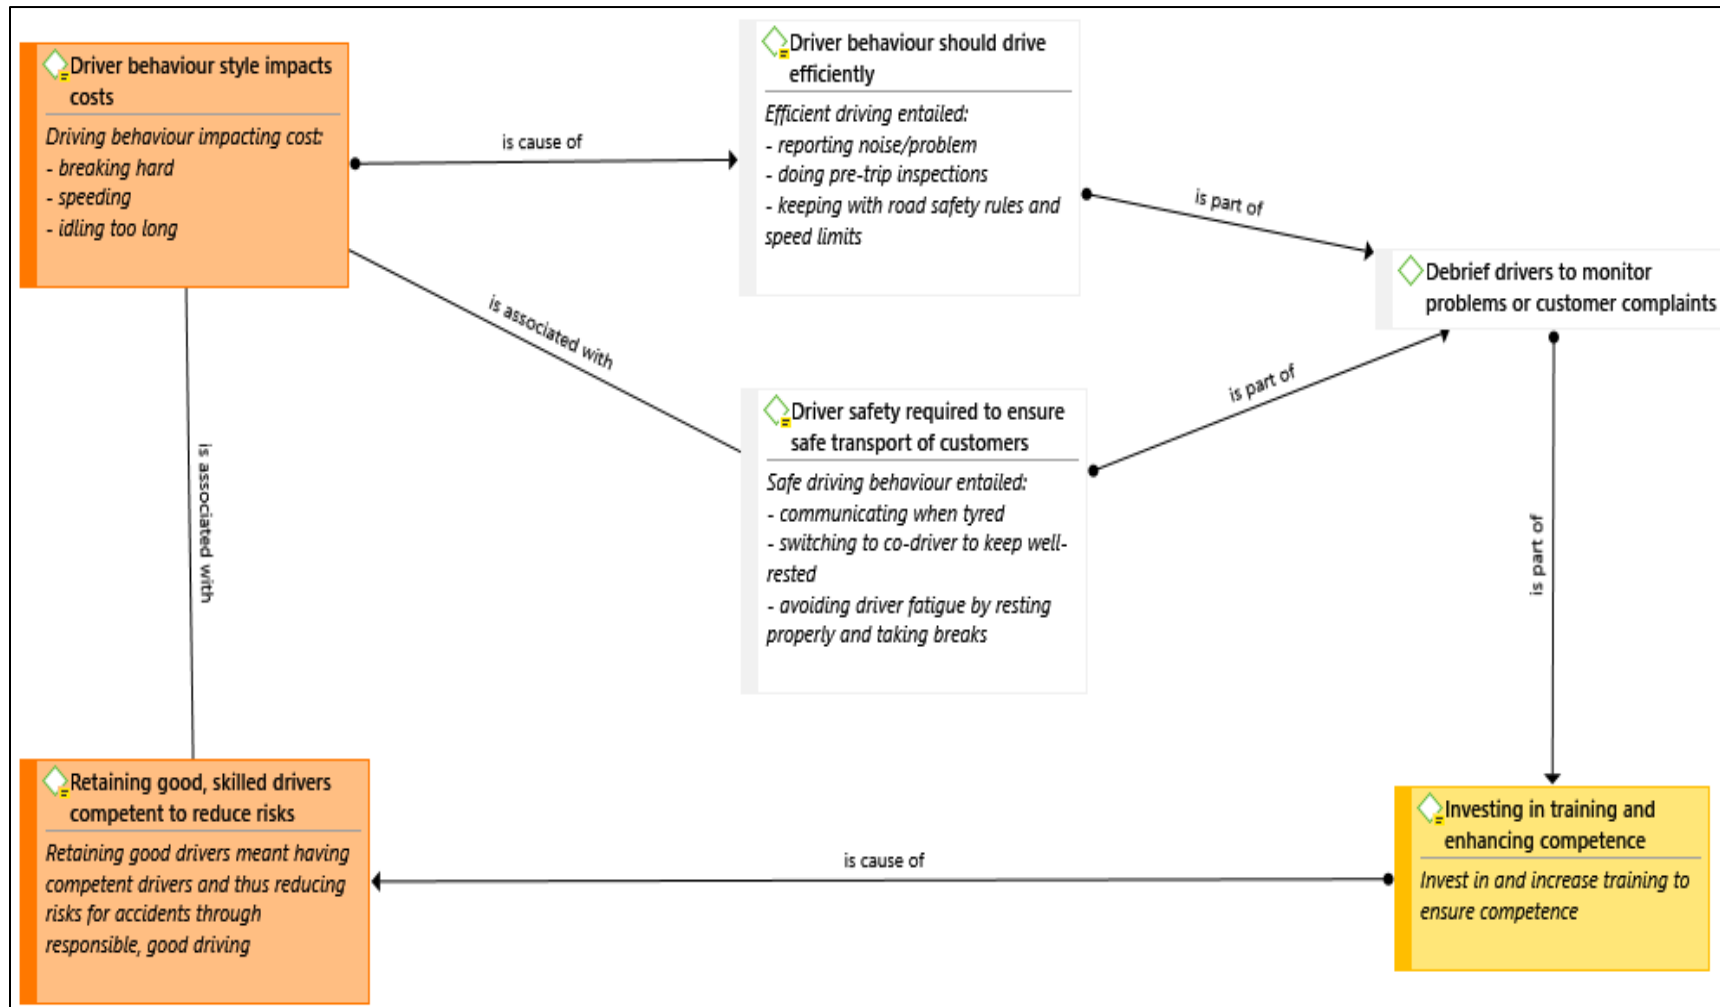 Driver behaviour style impacts
costs
Driving behaviour impacting cost:
- breaking hard
- speeding
- idling too long
is cause of
Driver behaviour should drive
efficiently
Efficient driving entailed:
- reporting noise/problem
- doing pre-trip inspections
- keeping with road safety rules and
speed limits
is part of
Debrief drivers to monitor
problems or customer complaints
is associated with
Driver safety required to ensure
safe transport of customers
Safe driving behaviour entailed:
- communicating when tyred
- switching to co-driver to keep well-
rested
- avoiding driver fatigue by resting
properly and taking breaks
is part of
is associated with
is part of
Retaining good, skilled drivers
competent to reduce risks
Retaining good drivers meant having
competent drivers and thus reducing
risks for accidents through
responsible, good driving
is cause of
Investing in training and
enhancing competence
Invest in and increase training to
ensure competence